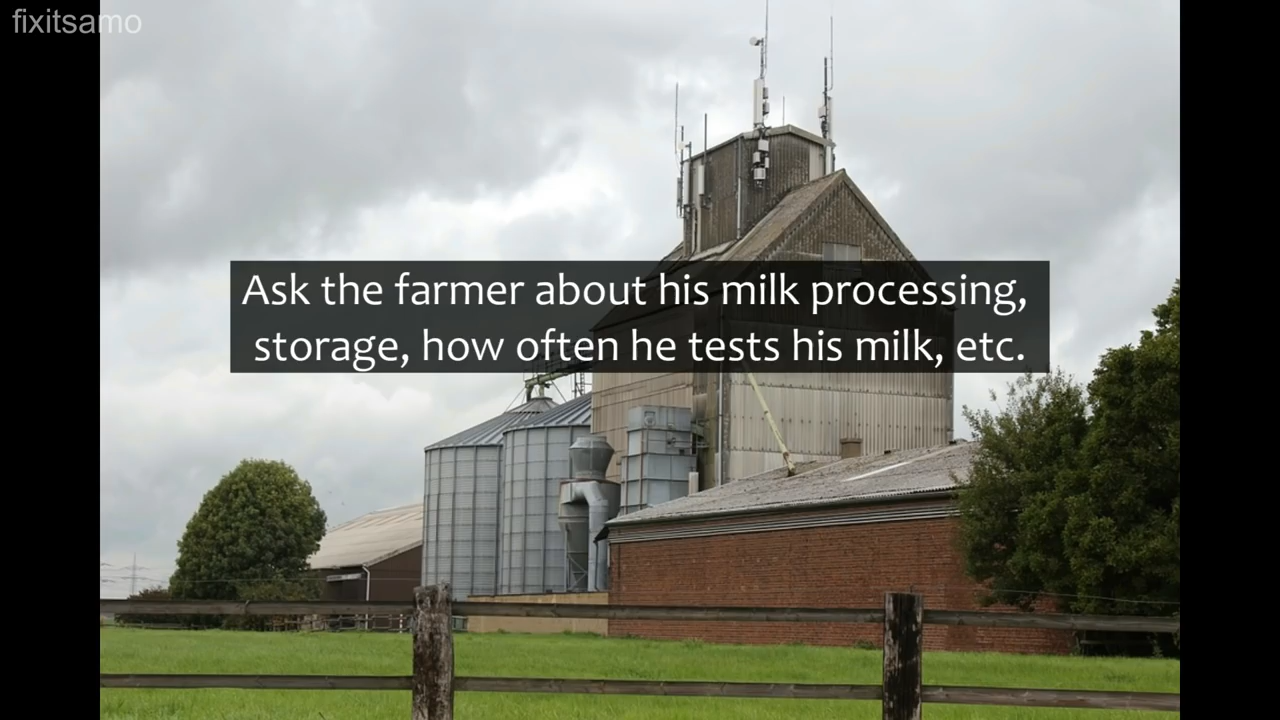 fixitsamo
Ask the farmer about his milk processing,
storage, how often he tests his milk, etc.